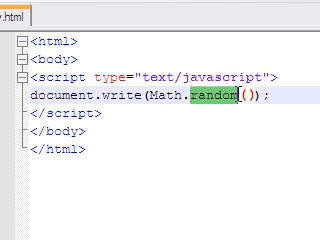 .html
<html>
<body>
<script type="text/javascript">
document.write(Math.random());
</script>
</body>
</html>